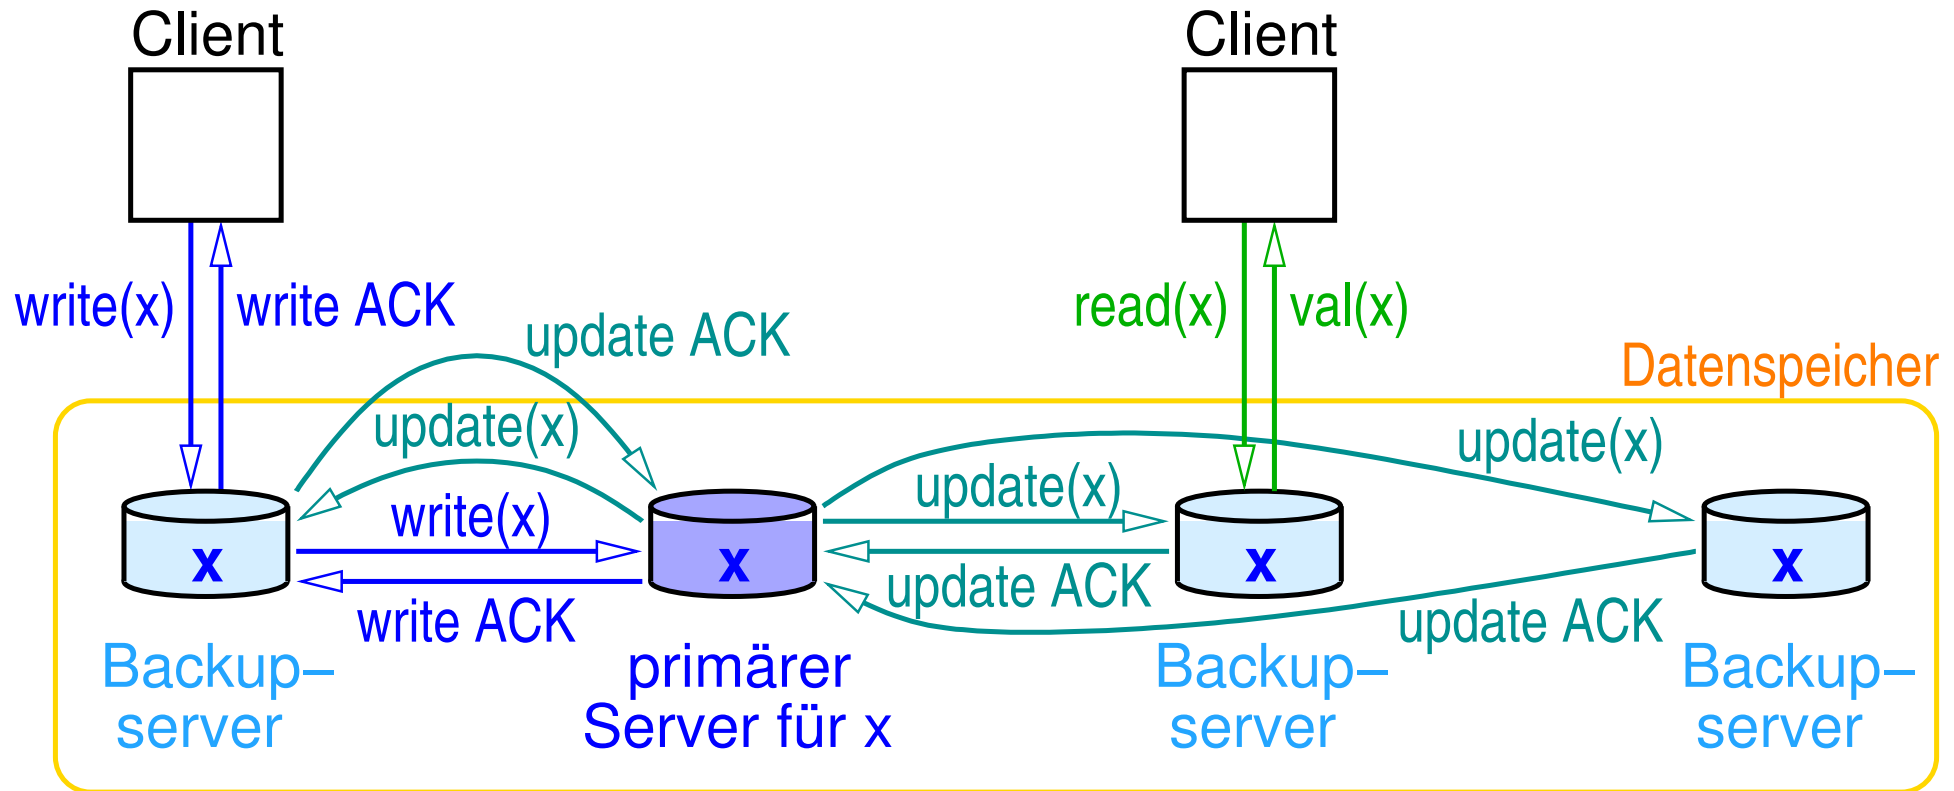 Client
Client
write(x)
write ACK
read(x)
val(x)
update ACK
Datenspeicher
update(x)
update(x)
update(x)
write(x)
x
x
x
x
update ACK
write ACK
update ACK
Backup–
server
primärer
Server für x
Backup–
server
Backup–
server